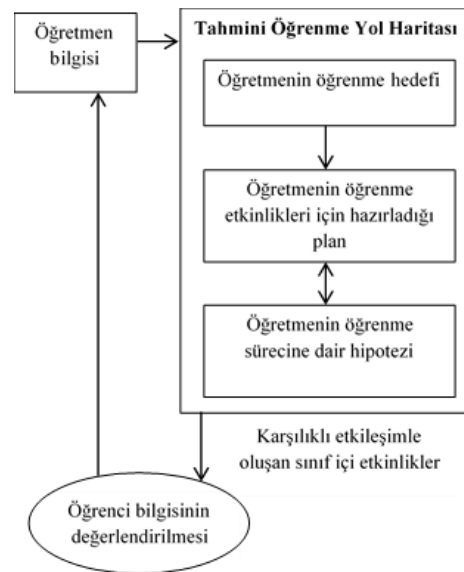 Öğretmen
bilgisi
Tahmini Öğrenme Yol Haritası
Öğretmenin öğrenme hedefi
Öğretmenin öğrenme
etkinlikleri için hazırladığı
plan
Öğretmenin öğrenme
sürecine dair hipotezi
Karşılıklı etkileşimle
oluşan sınıf içi etkinlikler
Öğrenci bilgisinin
değerlendirilmesi